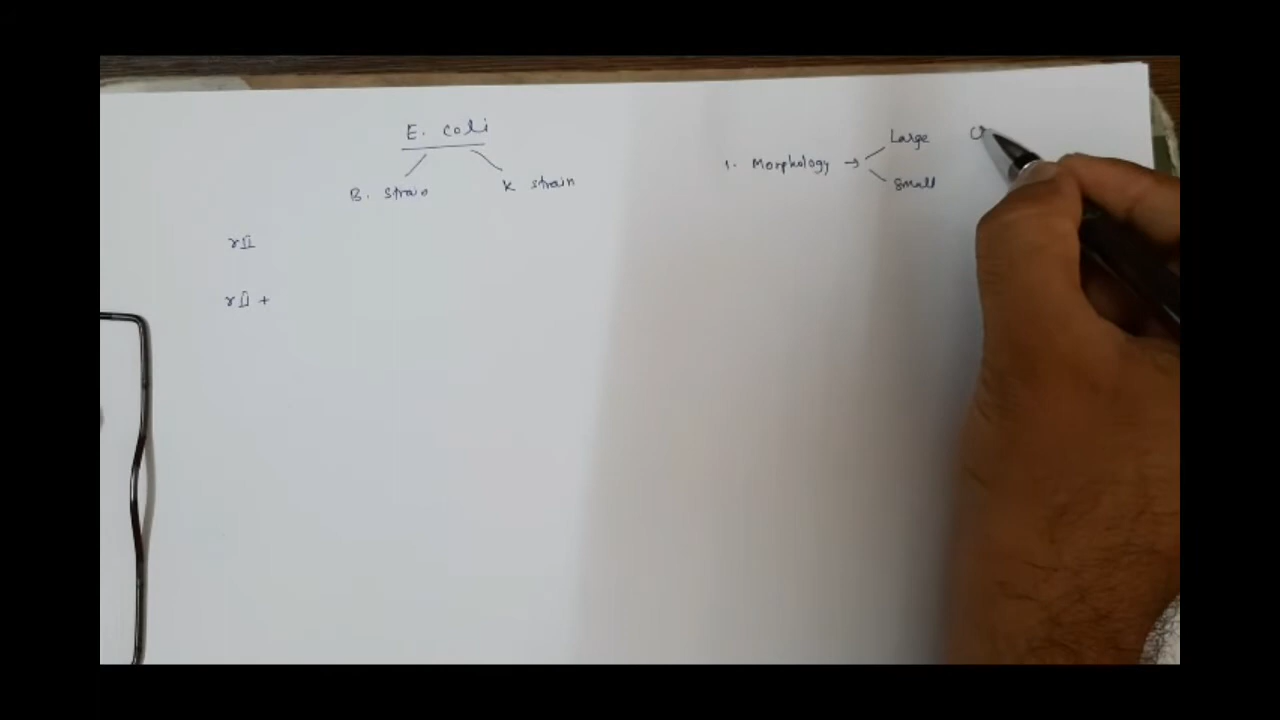 E. coli
B. strain K strain
rII
rII +
1. Morphology → Large
Small